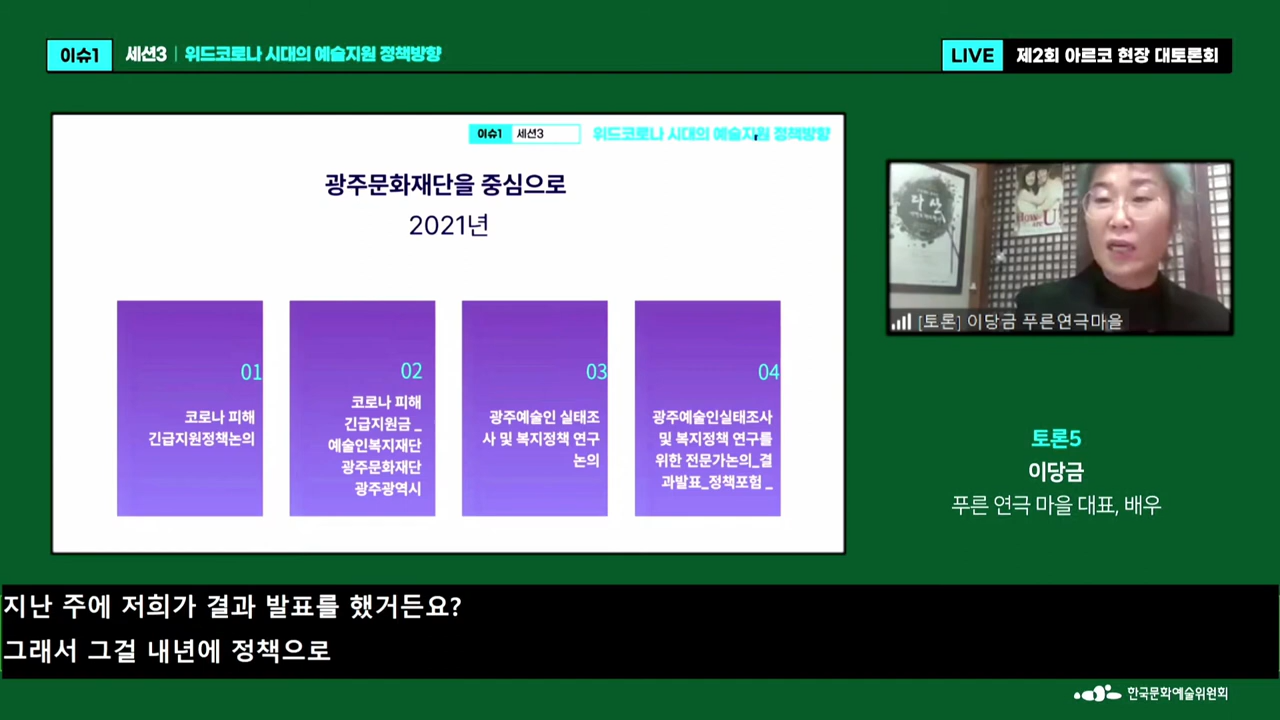 이슈1 세션3 | 위드코로나 시대의 예술지원 정책방향
LIVE 제2회 아르코 현장 대토론회
이슈1 세션3 위드코로나 시대의 예술지원 정책방향
광주문화재단을 중심으로
2021년
01
코로나 피해
긴급지원정책논의
02
코로나 피해
긴급지원금 _
예술인복지재단
광주문화재단
광주광역시
03
광주예술인 실태조
사 및 복지정책 연구
논의
04
광주예술인실태조사
및 복지정책 연구를
위한 전문가논의_결
과발표_정책포험 _
다산
How are U
[토론] 이당금 푸른연극마을
토론5
이당금
푸른 연극 마을 대표, 배우
지난 주에 저희가 결과 발표를 했거든요?
그래서 그걸 내년에 정책으로
한국문화예술위원회